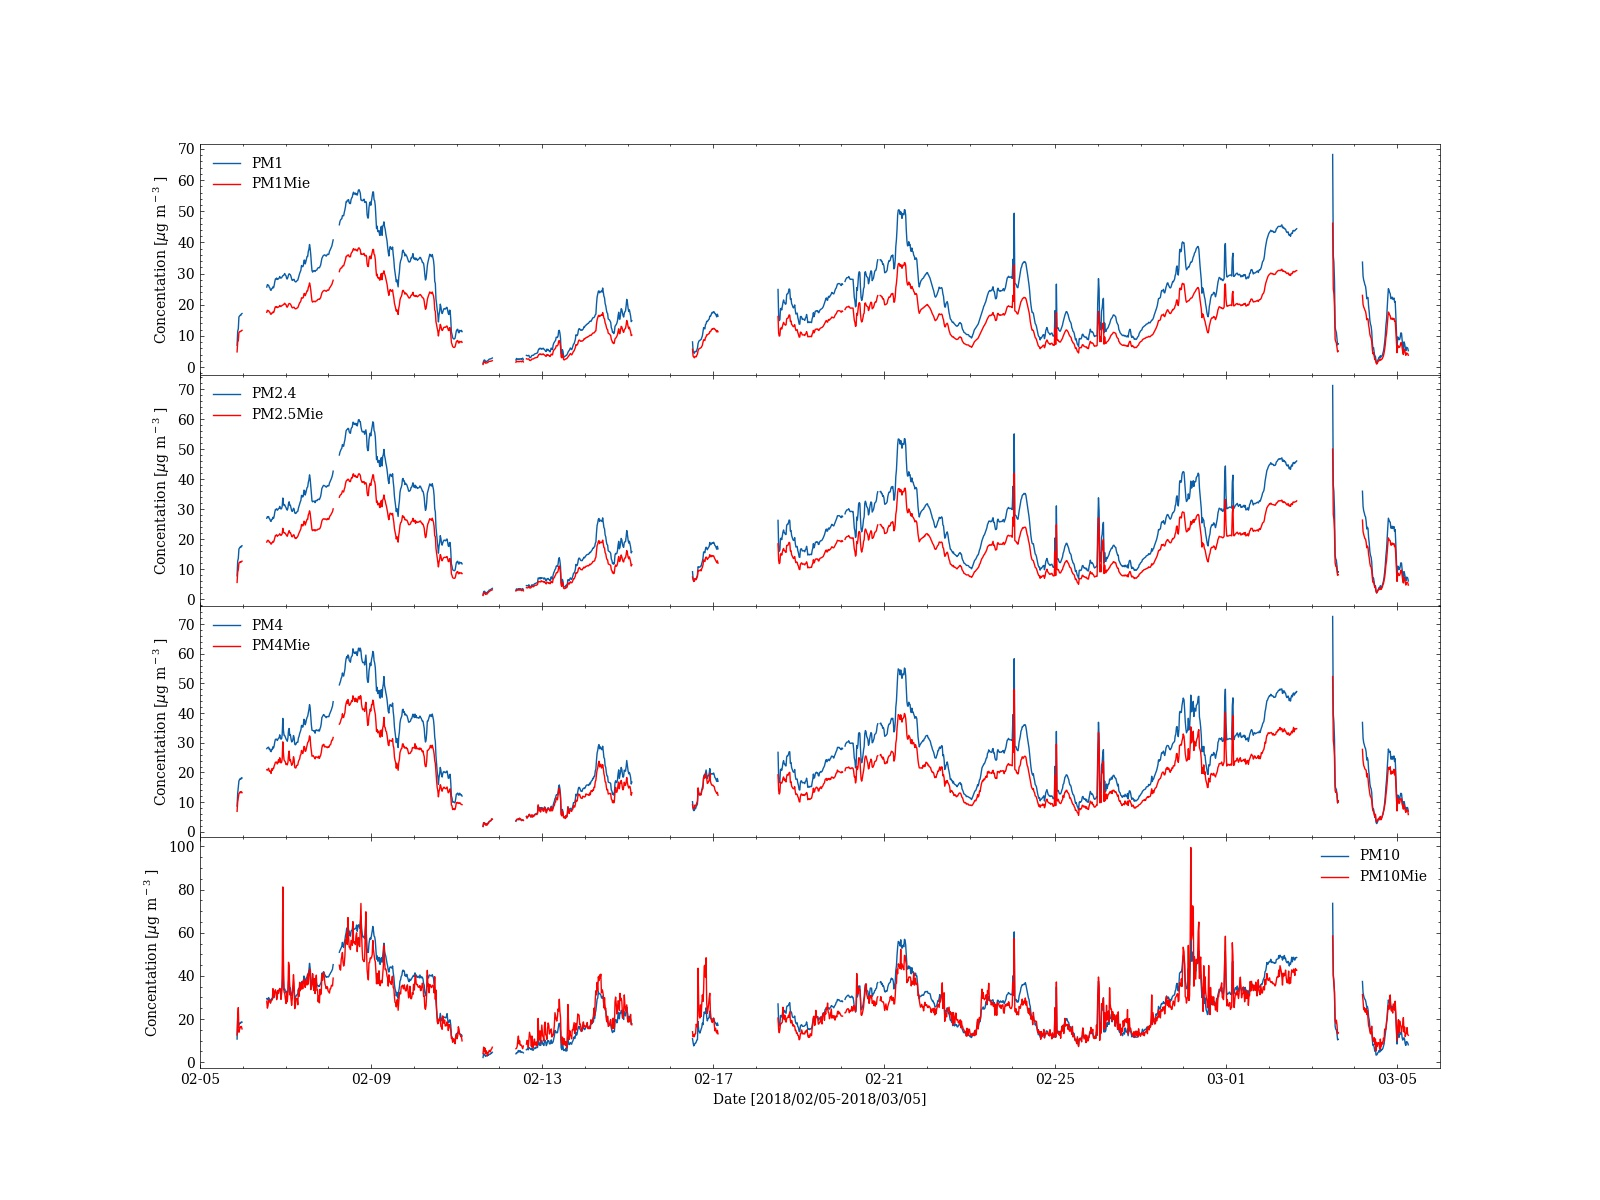 70
60
50
40
30
20
10
0
Concentation [μg m⁻³ ]
PM1
PM1Mie
70
60
50
40
30
20
10
0
Concentation [μg m⁻³ ]
PM2.4
PM2.5Mie
70
60
50
40
30
20
10
0
Concentation [μg m⁻³ ]
PM4
PM4Mie
100
80
60
40
20
0
Concentation [μg m⁻³ ]
PM10
PM10Mie
02-05 02-09 02-13 02-17 02-21 02-25 03-01 03-05
Date [2018/02/05-2018/03/05]